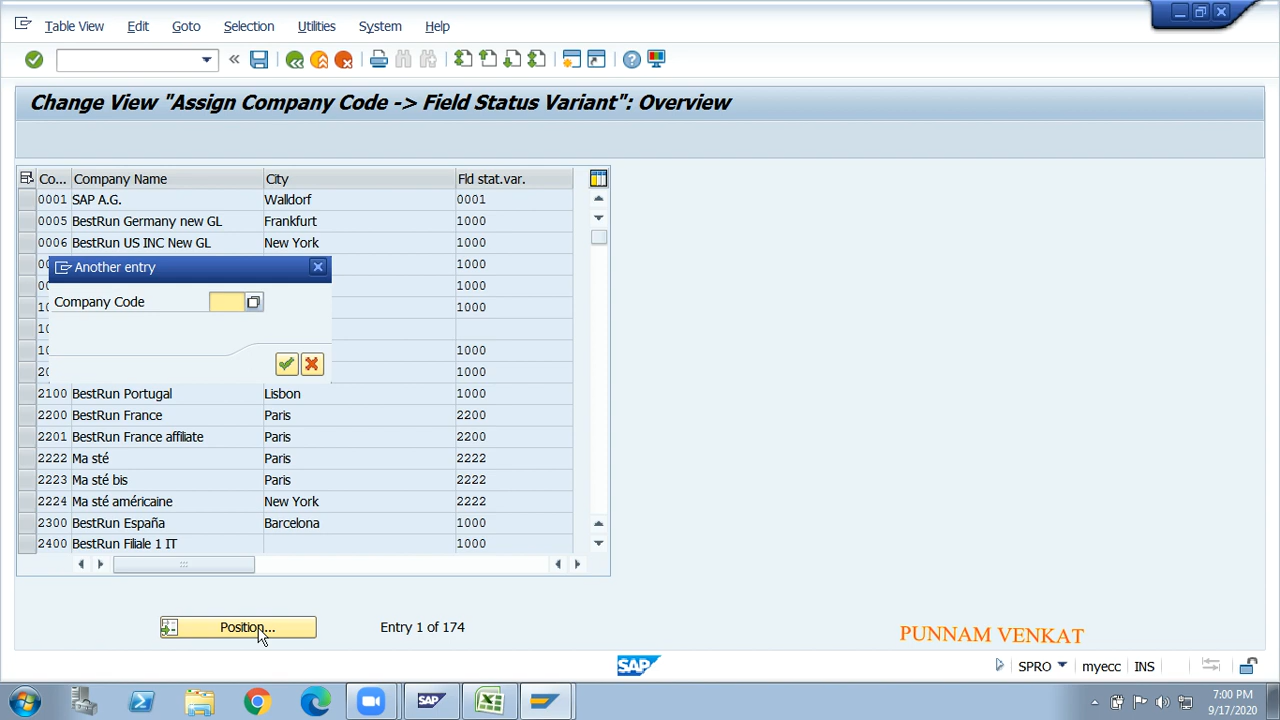 Table View Edit Goto Selection Utilities System Help
Change View "Assign Company Code -> Field Status Variant": Overview
Co... Company Name City Fld stat.var.
0001 SAP A.G. Walldorf 0001
0005 BestRun Germany new GL Frankfurt 1000
0006 BestRun US INC New GL New York 1000
1000
1000
1000
1000
1000
Another entry
Company Code
2100 BestRun Portugal Lisbon 1000
2200 BestRun France Paris 2200
2201 BestRun France affiliate Paris 2200
2222 Ma sté Paris 2222
2223 Ma sté bis Paris 2222
2224 Ma sté américaine New York 2222
2300 BestRun España Barcelona 1000
2400 BestRun Filiale 1 IT 1000
Position... Entry 1 of 174
PUNNAM VENKAT
SAP SPRO myecc INS
SAP
7:00 PM
9/17/2020